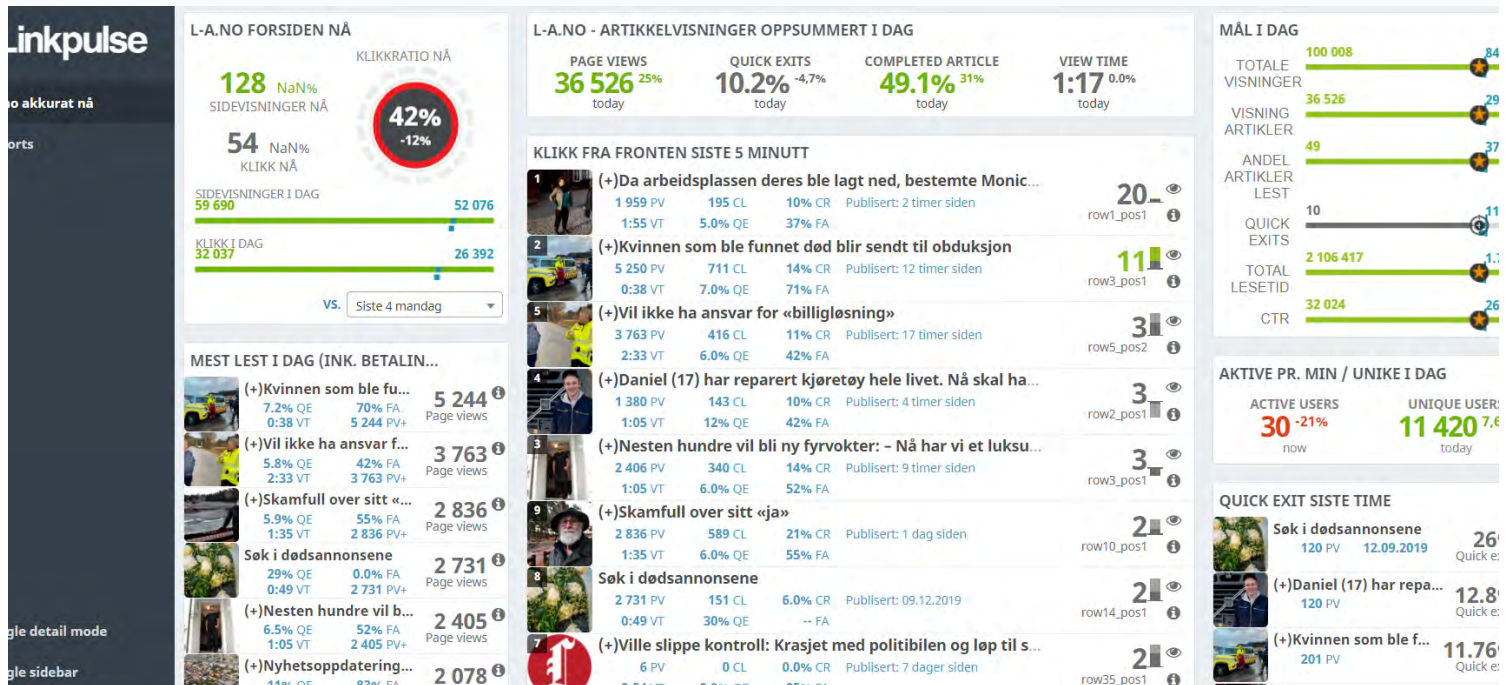 Linkpulse
no akkurat nå
orts
gle detail mode
gle sidebar
L-A.NO FORSIDEN NÅ
KLIKKRATIO NÅ
128 NaN%
SIDEVISNINGER NÅ
42%
-12%
54 NaN%
KLIKK NÅ
SIDEVISNINGER I DAG
59 690 52 076
KLIKK I DAG
32 037 26 392
VS. Siste 4 mandag
MEST LEST I DAG (INK. BETALIN...
(+)Kvinnen som ble fu...
7.2% QE 70% FA
0:38 VT 5 244 PV+
5 244
Page views
(+)Vil ikke ha ansvar f...
5.8% QE 42% FA
2:33 VT 3 763 PV+
3 763
Page views
(+)Skamfull over sitt «...
5.9% QE 55% FA
1:35 VT 2 836 PV+
2 836
Page views
Søk i dødsannonsene
29% QE 0.0% FA
0:49 VT 2 731 PV+
2 731
Page views
(+)Nesten hundre vil b...
6.5% QE 52% FA
1:05 VT 2 405 PV+
2 405
Page views
(+)Nyhetsoppdatering...
2 078
L-A.NO - ARTIKKELVISNINGER OPPSUMMERT I DAG
PAGE VIEWS QUICK EXITS COMPLETED ARTICLE VIEW TIME
36 526 25% 10.2% -4,7% 49.1% 31% 1:17 0.0%
today today today today
KLIKK FRA FRONTEN SISTE 5 MINUTT
1
(+)Da arbeidsplassen deres ble lagt ned, bestemte Monic...
1 959 PV 195 CL 10% CR Publisert: 2 timer siden
1:55 VT 5.0% QE 37% FA
20
row1_pos1
2
(+)Kvinnen som ble funnet død blir sendt til obduksjon
5 250 PV 711 CL 14% CR Publisert: 12 timer siden
0:38 VT 7.0% QE 71% FA
11
row3_pos1
5
(+)Vil ikke ha ansvar for «billigløsning»
3 763 PV 416 CL 11% CR Publisert: 17 timer siden
2:33 VT 6.0% QE 42% FA
3
row5_pos2
4
(+)Daniel (17) har reparert kjøretøy hele livet. Nå skal ha...
1 380 PV 143 CL 10% CR Publisert: 4 timer siden
1:05 VT 12% QE 42% FA
3
row2_pos1
3
(+)Nesten hundre vil bli ny fyrvokter: – Nå har vi et luksu...
2 406 PV 340 CL 14% CR Publisert: 9 timer siden
1:05 VT 6.0% QE 52% FA
3
row3_pos1
9
(+)Skamfull over sitt «ja»
2 836 PV 589 CL 21% CR Publisert: 1 dag siden
1:35 VT 6.0% QE 55% FA
2
row10_pos1
8
Søk i dødsannonsene
2 731 PV 151 CL 6.0% CR Publisert: 09.12.2019
0:49 VT 30% QE -- FA
2
row14_pos1
7
(+)Ville slippe kontroll: Krasjet med politibilen og løp til s...
6 PV 0 CL 0.0% CR Publisert: 7 dager siden
2
row35_pos1
MÅL I DAG
100 008 84
TOTALE
VISNINGER
36 526 29
VISNING
ARTIKLER
49 37
ANDEL
ARTIKLER
LEST
10 11
QUICK
EXITS
2 106 417 1.7
TOTAL
LESETID
32 024 26
CTR
AKTIVE PR. MIN / UNIKE I DAG
ACTIVE USERS UNIQUE USERS
30 -21% 11 420 7,6
now today
QUICK EXIT SISTE TIME
Søk i dødsannonsene
120 PV 12.09.2019
26%
Quick ex
(+)Daniel (17) har repa...
120 PV
12.8%
Quick ex
(+)Kvinnen som ble f...
201 PV
11.76%
Quick ex